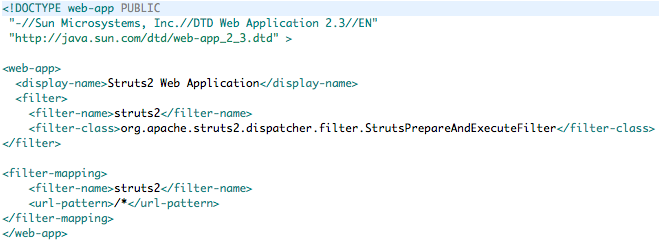 <!DOCTYPE web-app PUBLIC
"-//Sun Microsystems, Inc.//DTD Web Application 2.3//EN"
"http://java.sun.com/dtd/web-app_2_3.dtd" >
<web-app>
<display-name>Struts2 Web Application</display-name>
<filter>
<filter-name>struts2</filter-name>
<filter-class>org.apache.struts2.dispatcher.filter.StrutsPrepareAndExecuteFilter</filter-class>
</filter>
<filter-mapping>
<filter-name>struts2</filter-name>
<url-pattern>/*</url-pattern>
</filter-mapping>
</web-app>